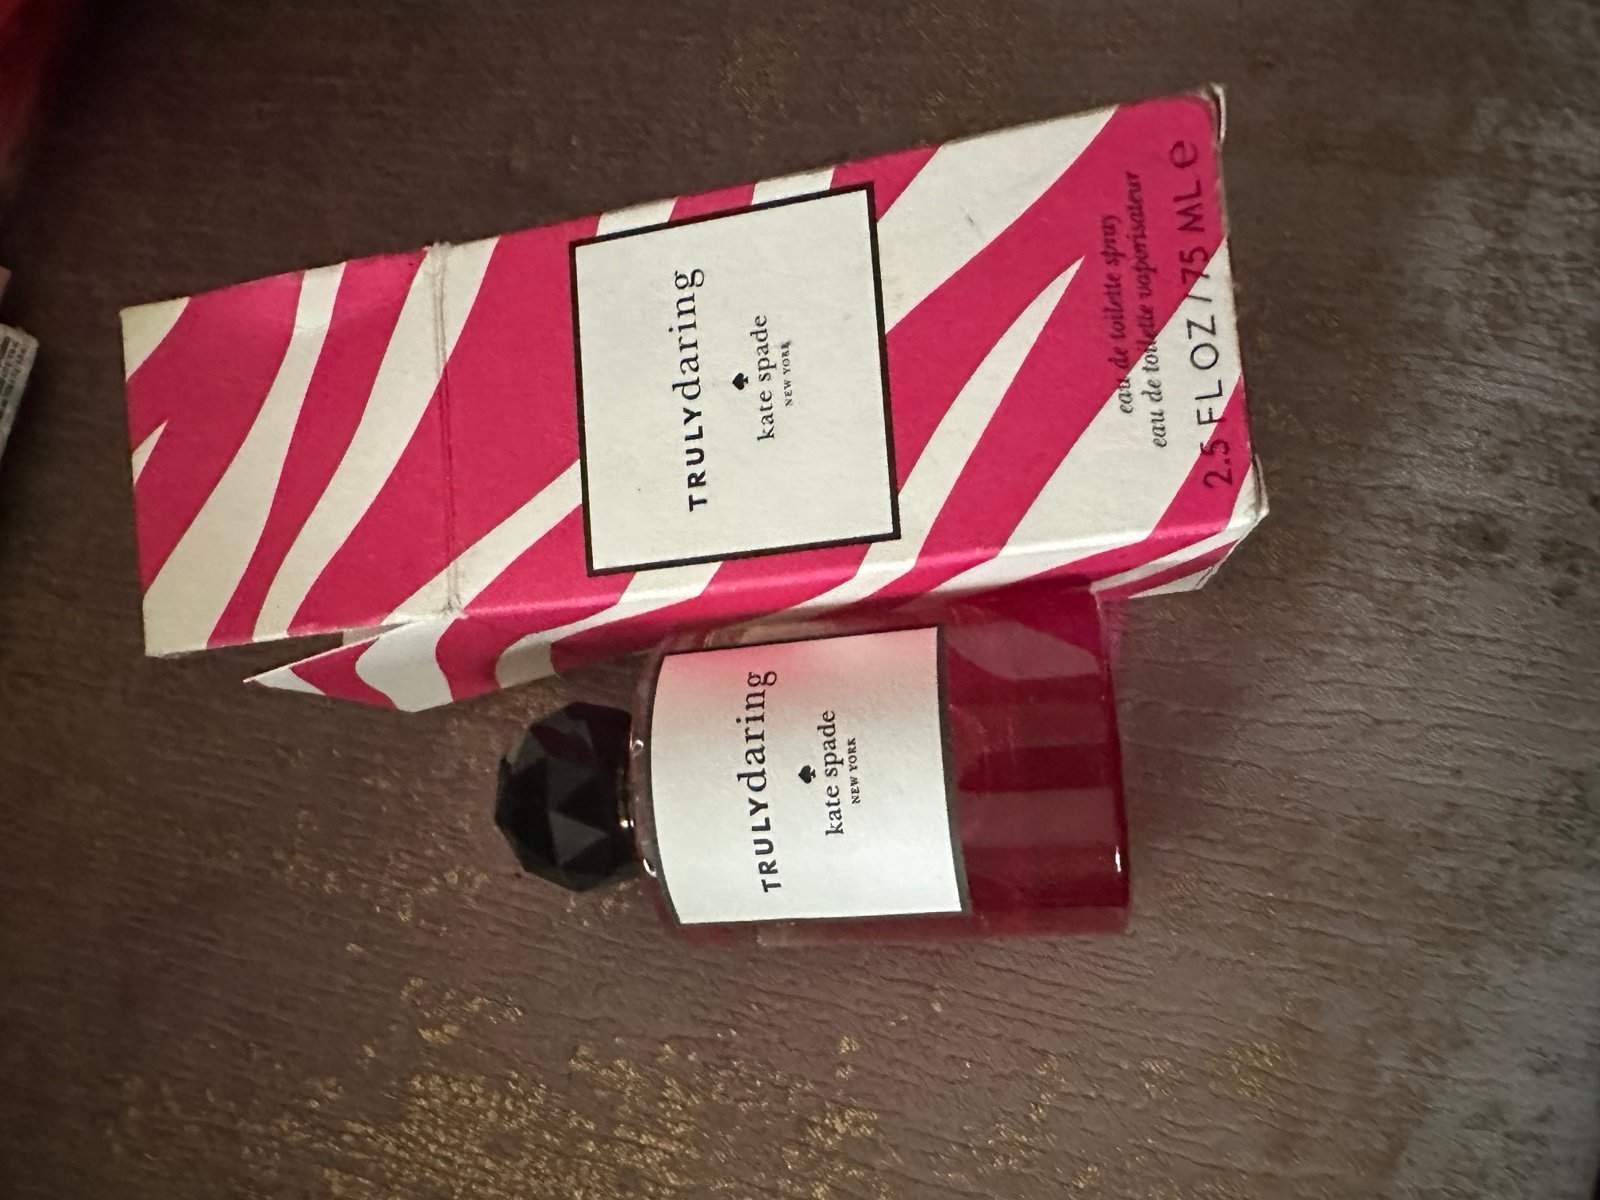 TRULYdaring
kate spade
NEW YORK
eau de toilette spray
eau de toilette vaporisateur
2.5 FL OZ / 75 ML e
TRULYdaring
kate spade
NEW YORK